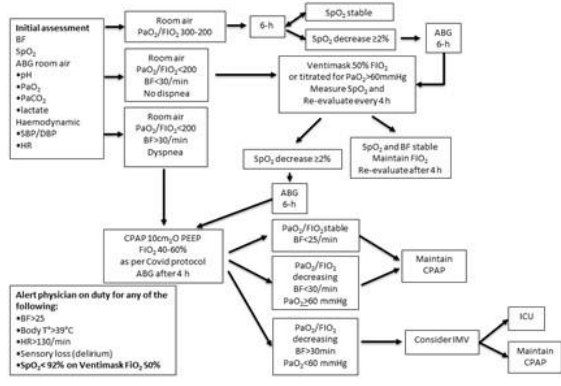 Initial assessment
BF
SpO₂
ABG room air
•pH
•PaO₂
•PaCO₂
•lactate
Haemodynamic
•SBP/DBP
•HR
Room air
PaO₂/FIO₂ 300-200
6-h
SpO₂ stable
SpO₂ decrease ≥2%
ABG
6-h
Room air
PaO₂/FIO₂<200
BF<30/min
No dispnea
Ventimask 50% FIO₂
or titrated for PaO₂>60mmHg
Measure SpO₂ and
Re-evaluate every 4 h
Room air
PaO₂/FIO₂<200
BF>30/min
Dyspnea
SpO₂ decrease ≥2%
SpO₂ and BF stable
Maintain FIO₂
Re-evaluate after 4 h
ABG
6-h
CPAP 10cm₂O PEEP
FiO₂ 40-60%
as per Covid protocol
ABG after 4 h
PaO₂/FIO₂ stable
BF<25/min
PaO₂/FIO₂
decreasing
BF<30/min
PaO₂≥60 mmHg
Maintain
CPAP
PaO₂/FIO₂
decreasing
BF>30min
PaO₂<60 mmHg
Consider IMV
ICU
Maintain
CPAP
Alert physician on duty for any of the
following:
•BF>25
•Body T°>39°C
•HR>130/min
•Sensory loss (delirium)
•SpO₂< 92% on Ventimask FiO₂ 50%